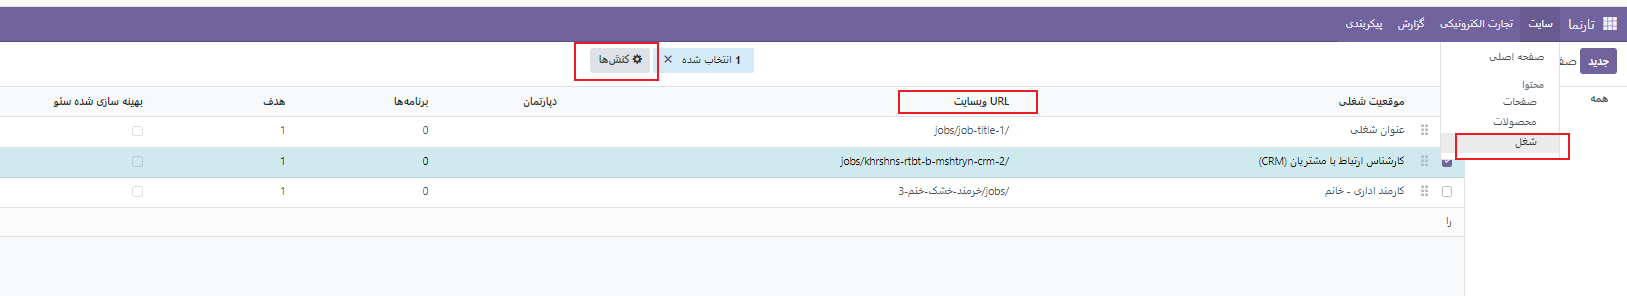 تارنما سایت تجارت الکترونیکی گزارش پیکربندی
جدید صف
صفحه اصلی
محتوا
صفحات
محصولات
شغل
1 انتخاب شده ×
کنش‌ها
همه
موقعیت شغلی URL وبسایت دپارتمان برنامه‌ها هدف بهینه سازی شده سئو
عنوان شغلی jobs/job-title-1/ 0 1
کارشناس ارتباط با مشتریان (CRM) jobs/khrshns-rtbt-b-mshtryn-crm-2/ 0 1
کارمند اداری - خانم /jobs/خرمند-خشک-خنم-3 0 1
را